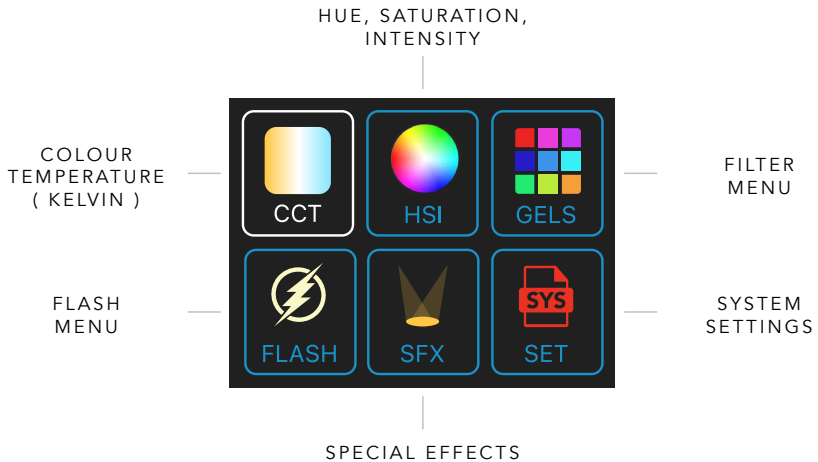 HUE, SATURATION,
INTENSITY
COLOUR
TEMPERATURE
( KELVIN )
CCT
HSI
GELS
FILTER
MENU
FLASH
MENU
SYS
FLASH
SFX
SET
SYSTEM
SETTINGS
SPECIAL EFFECTS